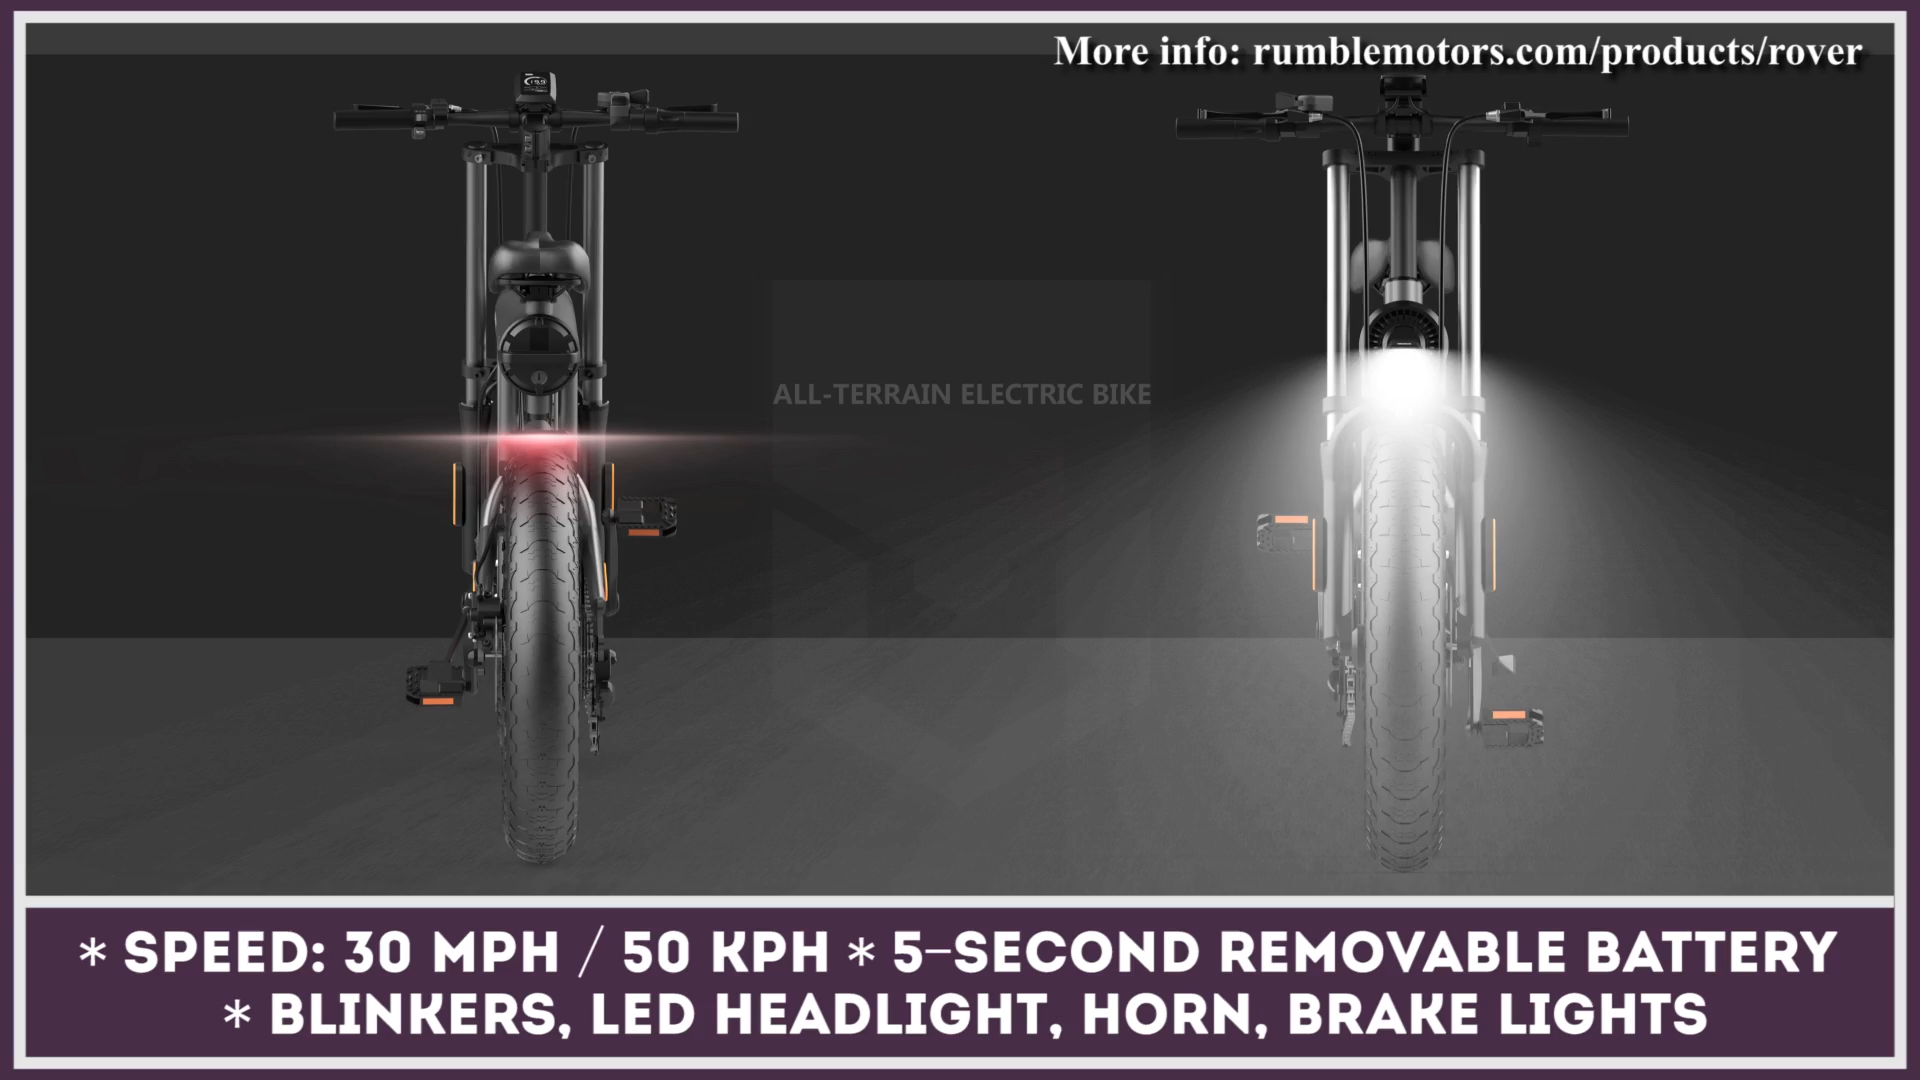 More info: rumblemotors.com/products/rover
ALL-TERRAIN ELECTRIC BIKE
* SPEED: 30 MPH / 50 KPH * 5-SECOND REMOVABLE BATTERY
* BLINKERS, LED HEADLIGHT, HORN, BRAKE LIGHTS